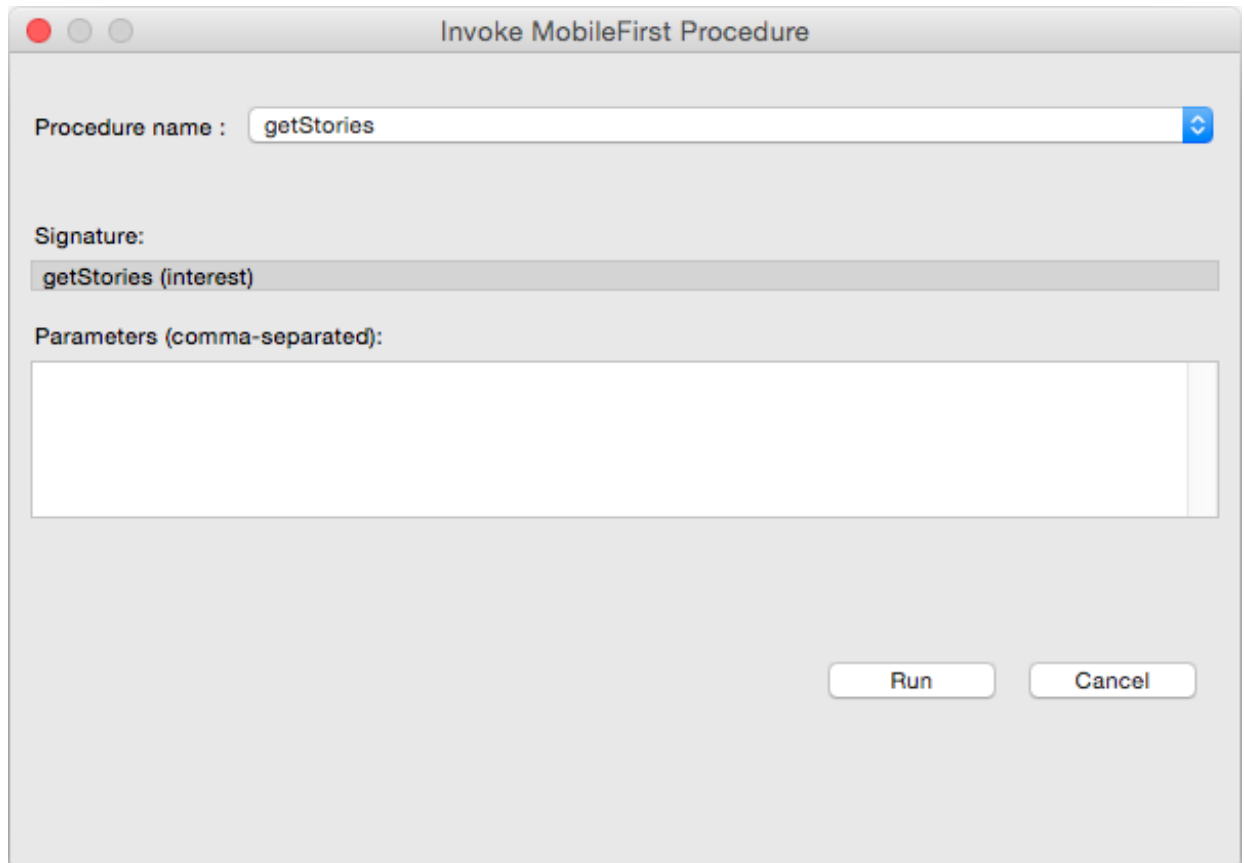 Invoke MobileFirst Procedure
Procedure name : getStories
Signature:
getStories (interest)
Parameters (comma-separated):
Run Cancel